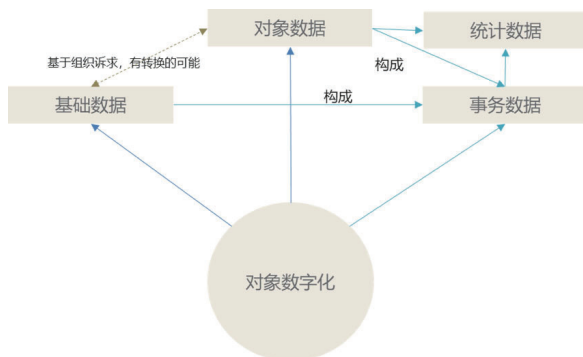 对象数据
统计数据
基于组织诉求，有转换的可能
构成
基础数据
构成
事务数据
对象数字化